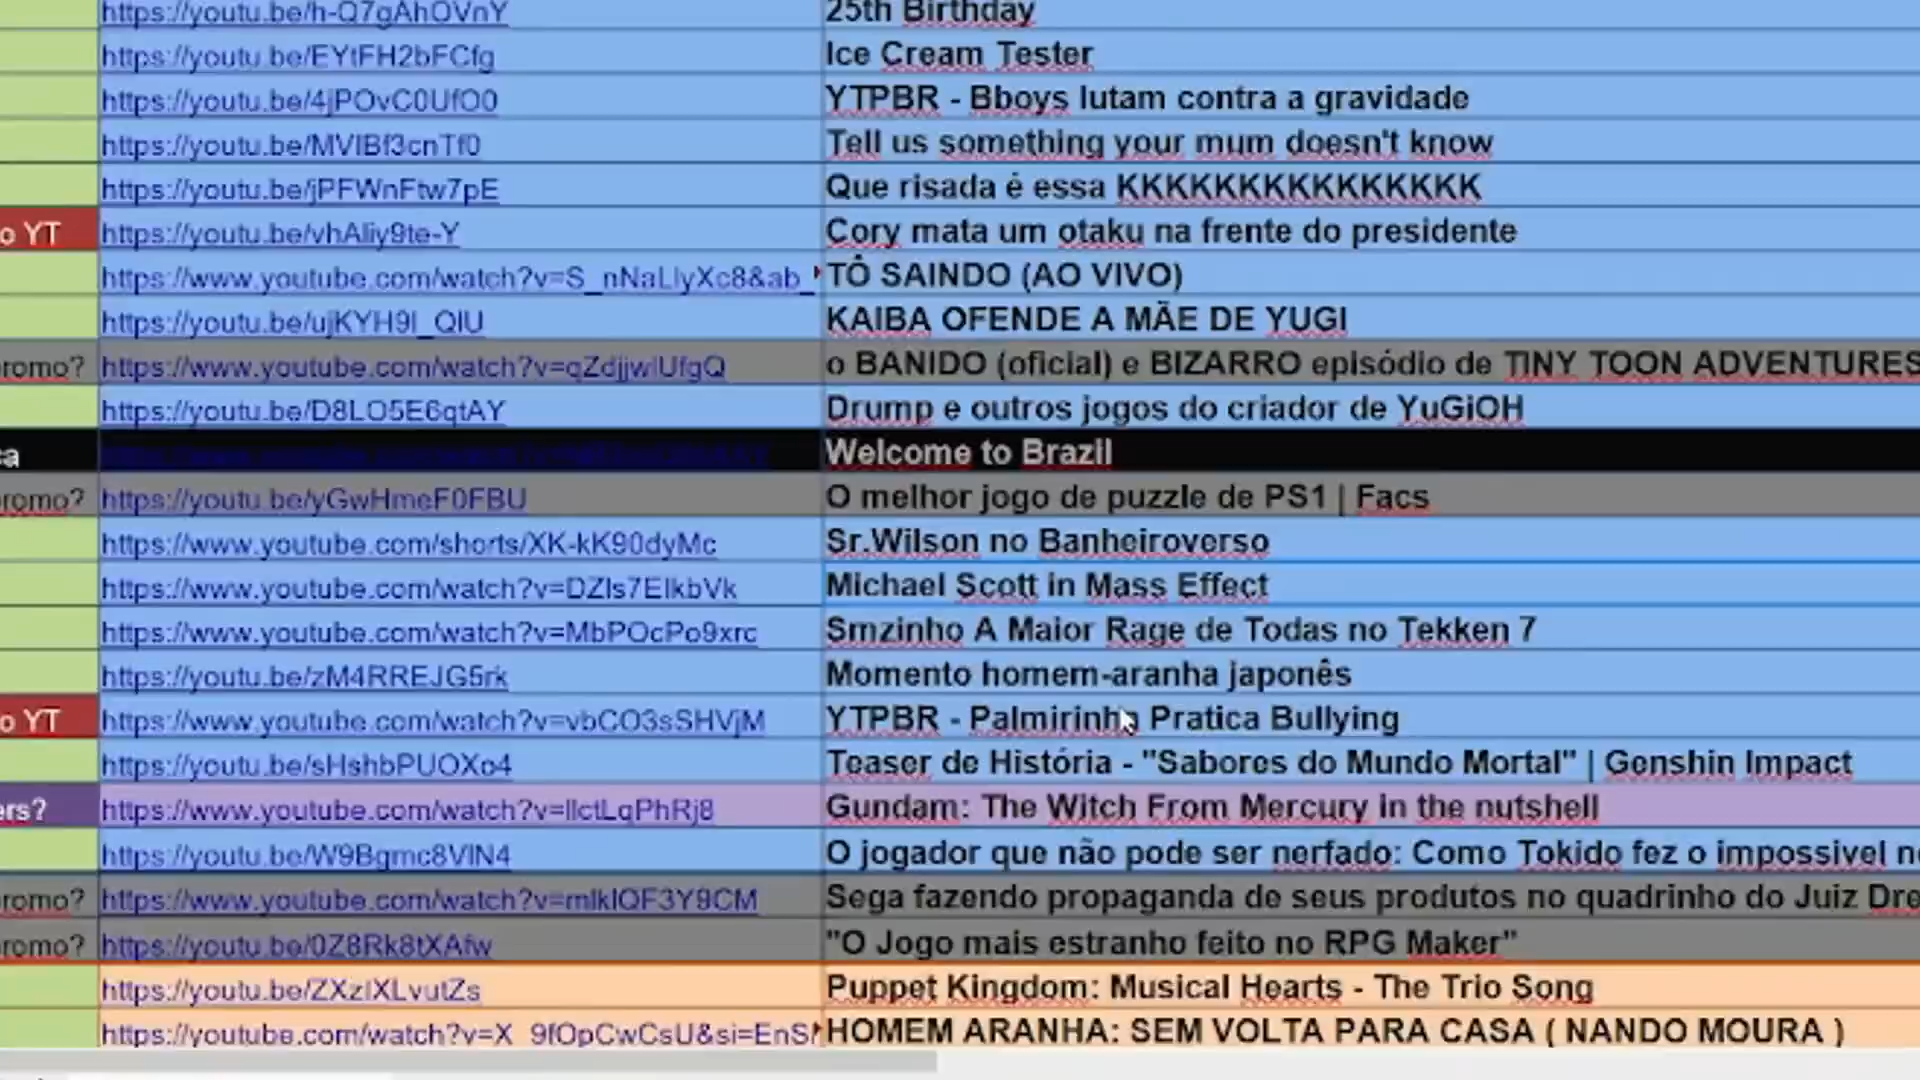 https://youtu.be/h-Q7gAhOVnY 25th Birthday
https://youtu.be/EYtFH2bFCfg Ice Cream Tester
https://youtu.be/4jPOvC0UfO0 YTPBR - Bboys lutam contra a gravidade
https://youtu.be/MVIBf3cnTf0 Tell us something your mum doesn't know
https://youtu.be/jPFWnFtw7pE Que risada é essa KKKKKKKKKKKKKKK
o YT https://youtu.be/vhAliy9te-Y Cory mata um otaku na frente do presidente
https://www.youtube.com/watch?v=S_nNaLlyXc8&ab_ TÔ SAINDO (AO VIVO)
https://youtu.be/ujKYH9I_QlU KAIBA OFENDE A MÃE DE YUGI
romo? https://www.youtube.com/watch?v=qZdjjwlUfgQ o BANIDO (oficial) e BIZARRO episódio de TINY TOON ADVENTURES
https://youtu.be/D8LO5E6qtAY Drump e outros jogos do criador de YuGiOH
ca Welcome to Brazil
romo? https://youtu.be/yGwHmeF0FBU O melhor jogo de puzzle de PS1 | Facs
https://www.youtube.com/shorts/XK-kK90dyMc Sr.Wilson no Banheiroverso
https://www.youtube.com/watch?v=DZIs7EIkbVk Michael Scott in Mass Effect
https://www.youtube.com/watch?v=MbPOcPo9xrc Smzinho A Maior Rage de Todas no Tekken 7
https://youtu.be/zM4RREJG5rk Momento homem-aranha japonês
o YT https://www.youtube.com/watch?v=vbCO3sSHVjM YTPBR - Palmirinha Pratica Bullying
https://youtu.be/sHshbPUOXo4 Teaser de História - "Sabores do Mundo Mortal" | Genshin Impact
ers? https://www.youtube.com/watch?v=llctLqPhRj8 Gundam: The Witch From Mercury in the nutshell
https://youtu.be/W9Bgmc8VlN4 O jogador que não pode ser nerfado: Como Tokido fez o impossivel n
romo? https://www.youtube.com/watch?v=mlklQF3Y9CM Sega fazendo propaganda de seus produtos no quadrinho do Juiz Dre
romo? https://youtu.be/0Z8Rk8tXAfw "O Jogo mais estranho feito no RPG Maker"
https://youtu.be/ZXzIXLvutZs Puppet Kingdom: Musical Hearts - The Trio Song
https://youtube.com/watch?v=X_9fOpCwCsU&si=EnS HOMEM ARANHA: SEM VOLTA PARA CASA ( NANDO MOURA )